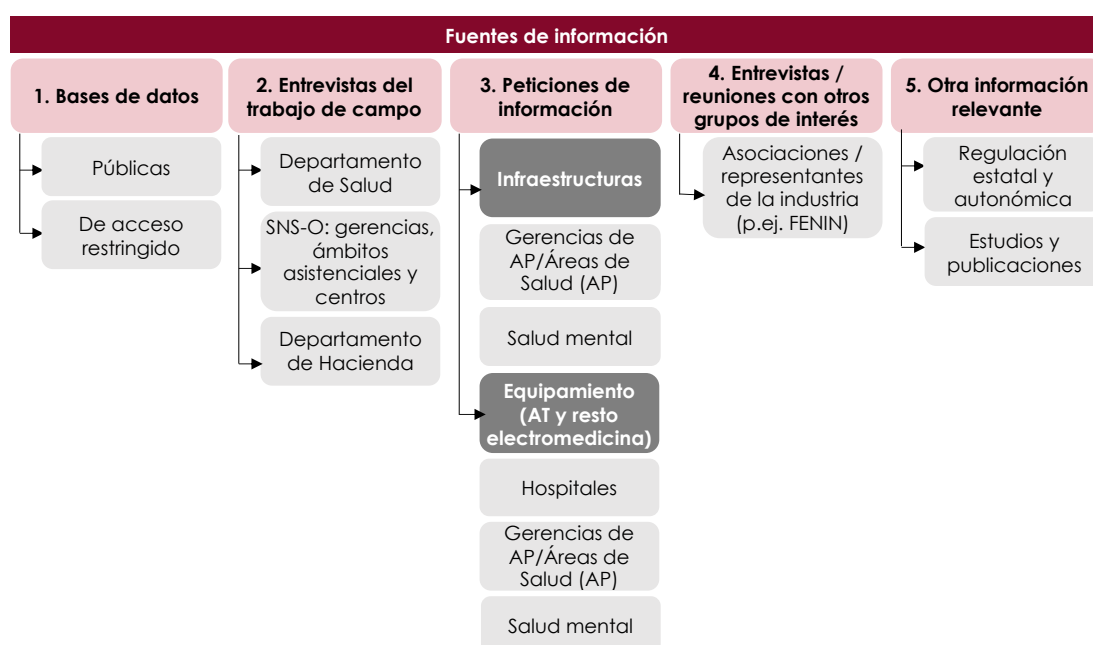 Fuentes de información
1. Bases de datos
Públicas
De acceso
restringido
2. Entrevistas del
trabajo de campo
Departamento
de Salud
SNS-O: gerencias,
ámbitos
asistenciales y
centros
Departamento
de Hacienda
3. Peticiones de
información
Infraestructuras
Gerencias de
AP/Áreas de
Salud (AP)
Salud mental
Equipamiento
(AT y resto
electromedicina)
Hospitales
Gerencias de
AP/Áreas de
Salud (AP)
Salud mental
4. Entrevistas /
reuniones con otros
grupos de interés
Asociaciones /
representantes
de la industria
(p.ej. FENIN)
5. Otra información
relevante
Regulación
estatal y
autonómica
Estudios y
publicaciones